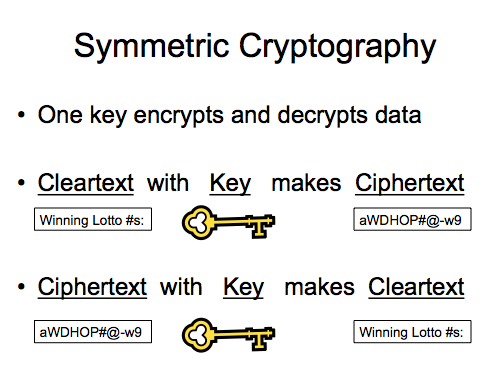 Symmetric Cryptography
• One key encrypts and decrypts data
• Cleartext with Key makes Ciphertext
Winning Lotto #s: aWDHOP#@-w9
• Ciphertext with Key makes Cleartext
aWDHOP#@-w9 Winning Lotto #s: